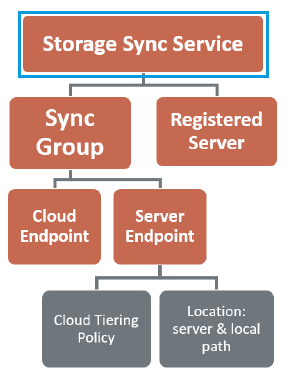 Storage Sync Service
Sync
Group
Registered
Server
Cloud
Endpoint
Server
Endpoint
Cloud Tiering
Policy
Location:
server & local
path